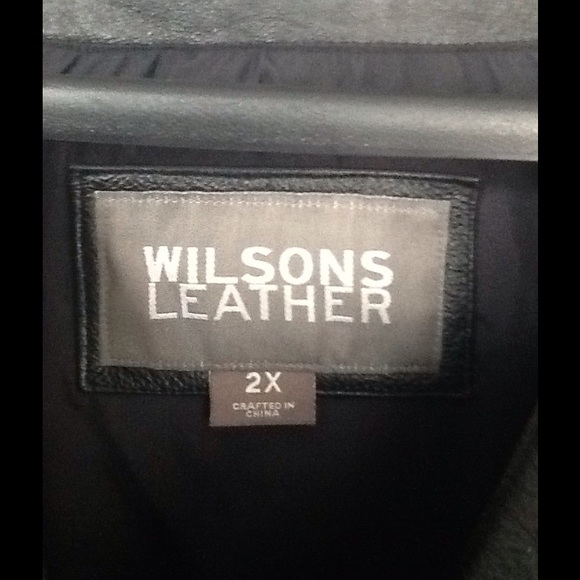 WILSONS
LEATHER
2X
CRAFTED IN
CHINA